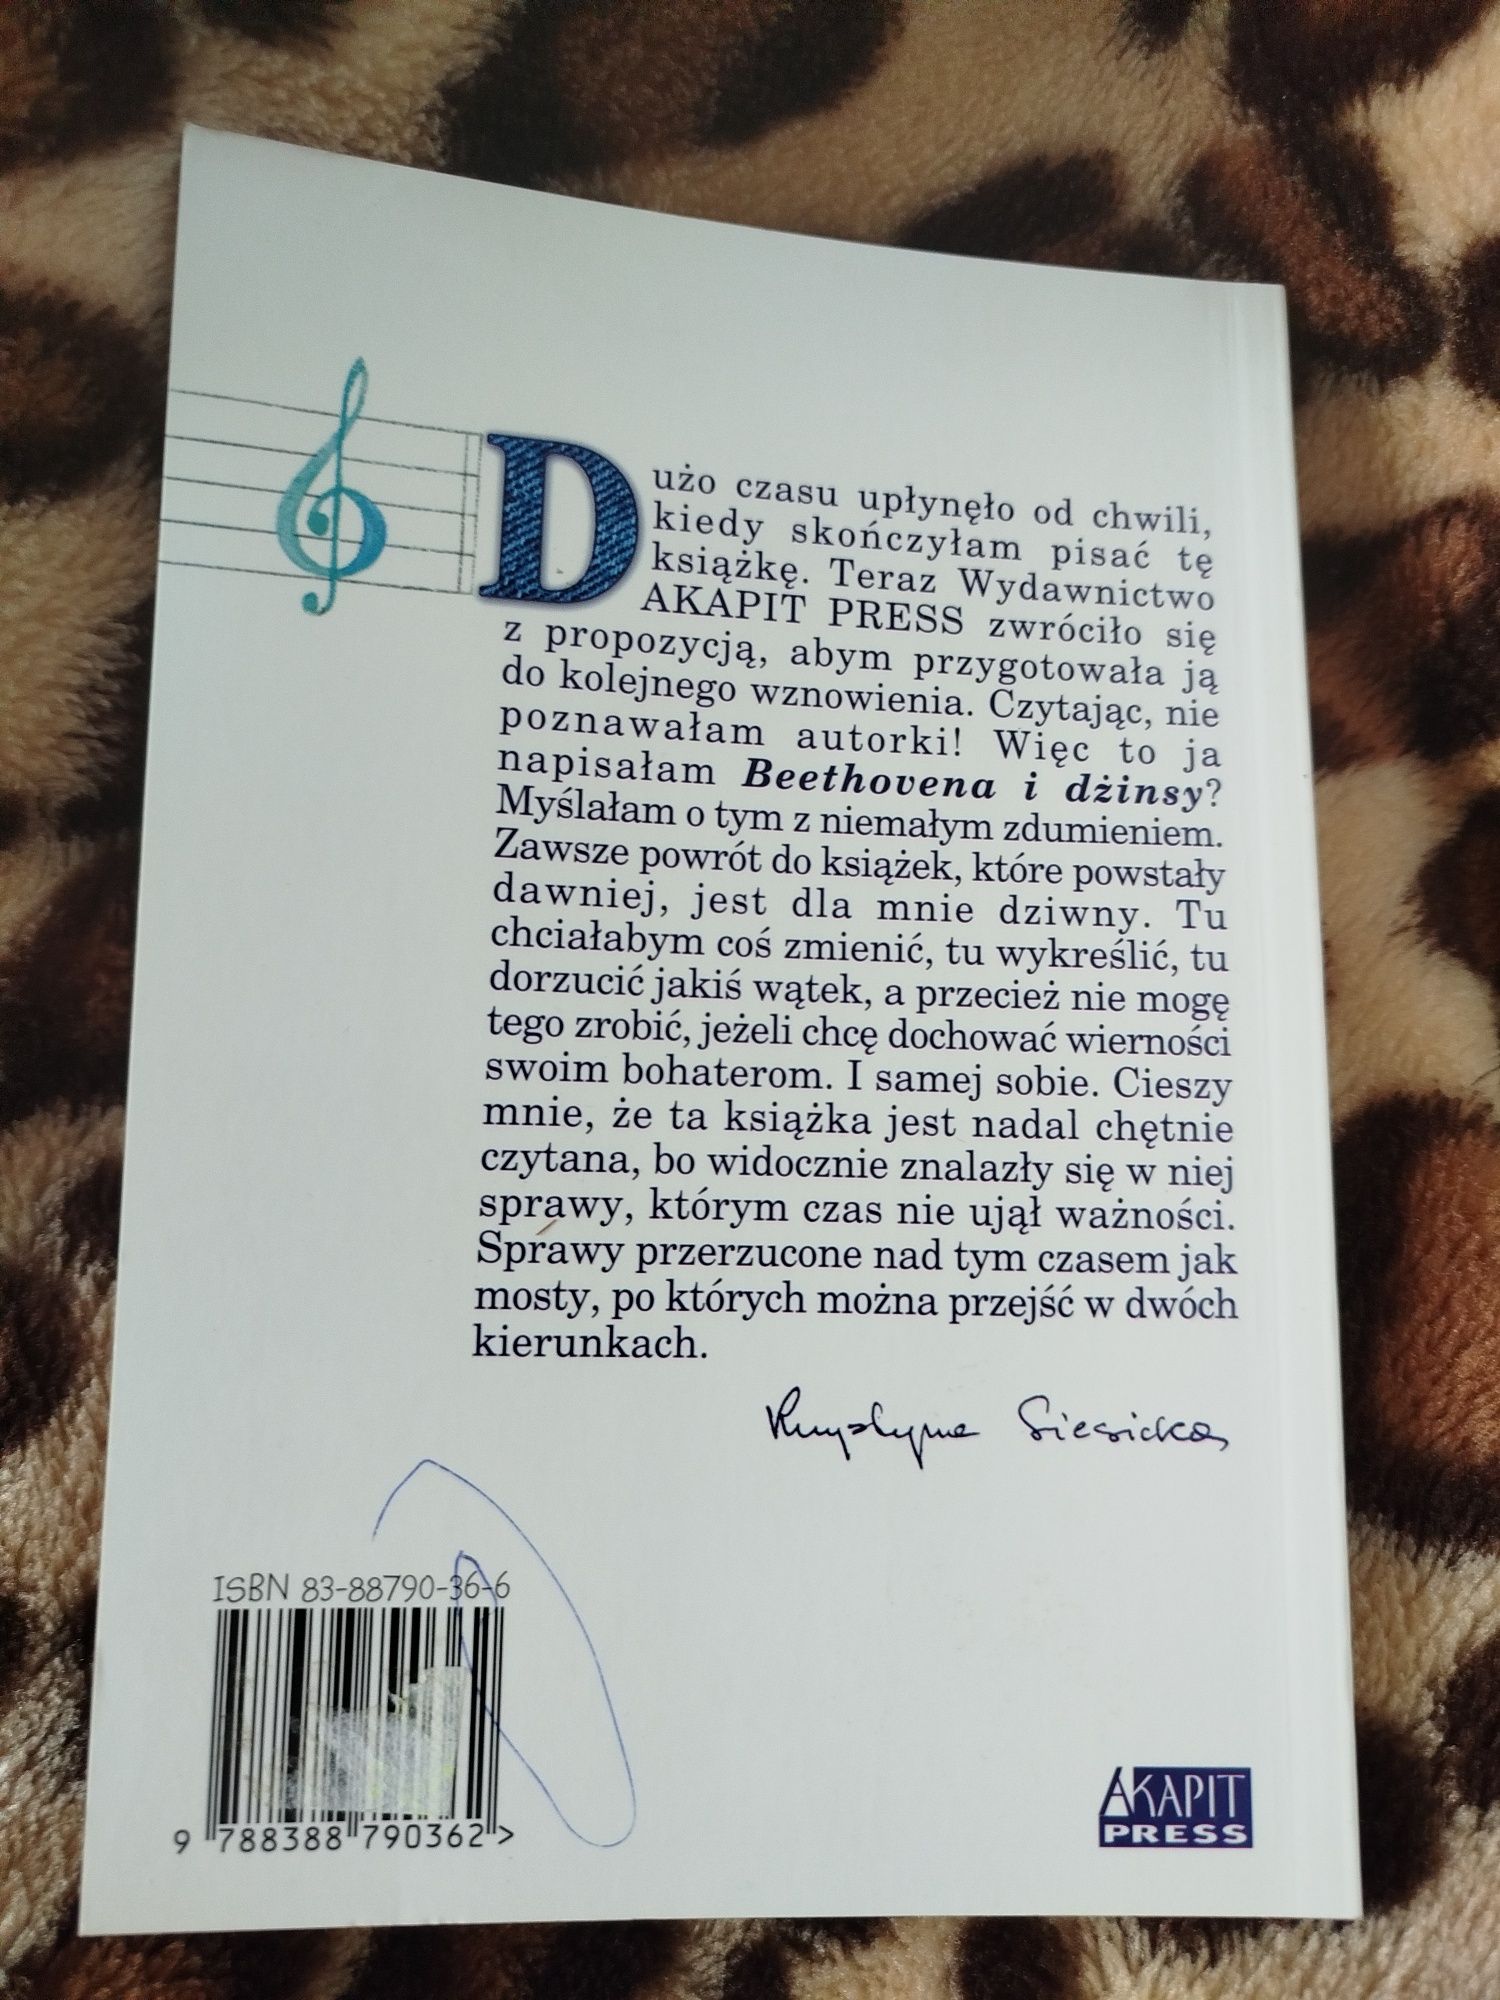 Dużo czasu upłynęło od chwili,
kiedy skończyłam pisać tę
książkę. Teraz Wydawnictwo
AKAPIT PRESS zwróciło się
z propozycją, abym przygotowała ją
do kolejnego wznowienia. Czytając, nie
poznawałam autorki! Więc to ja
napisałam Beethovena i dżinsy?
Myślałam o tym z niemałym zdumieniem.
Zawsze powrót do książek, które powstały
dawniej, jest dla mnie dziwny. Tu
chciałabym coś zmienić, tu wykreślić, tu
dorzucić jakiś wątek, a przecież nie mogę
tego zrobić, jeżeli chcę dochować wierności
swoim bohaterom. I samej sobie. Cieszy
mnie, że ta książka jest nadal chętnie
czytana, bo widocznie znalazły się w niej
sprawy, którym czas nie ujął ważności.
Sprawy przerzucone nad tym czasem jak
mosty, po których można przejść w dwóch
kierunkach.
Krystyna Siesicka
ISBN 83-88790-36-6
9 788388 790362 >
AKAPIT
PRESS